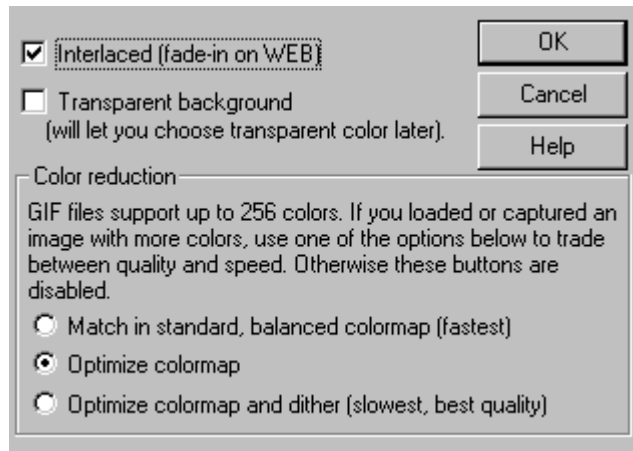 Interlaced (fade-in on WEB)
OK
Transparent background
(will let you choose transparent color later).
Cancel
Help
Color reduction
GIF files support up to 256 colors. If you loaded or captured an
image with more colors, use one of the options below to trade
between quality and speed. Otherwise these buttons are
disabled.
Match in standard, balanced colormap (fastest)
Optimize colormap
Optimize colormap and dither (slowest, best quality)